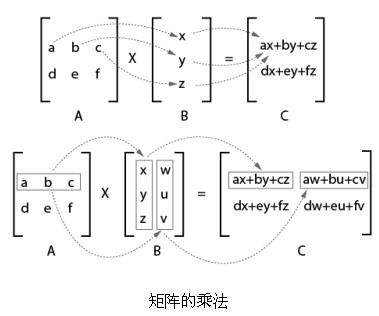 a b c X x y z = ax+by+cz
d e f dx+ey+fz
A B C
a b c X x w = ax+by+cz aw+bu+cv
d e f y u dx+ey+fz dw+eu+fv
z v
A B C
矩阵的乘法